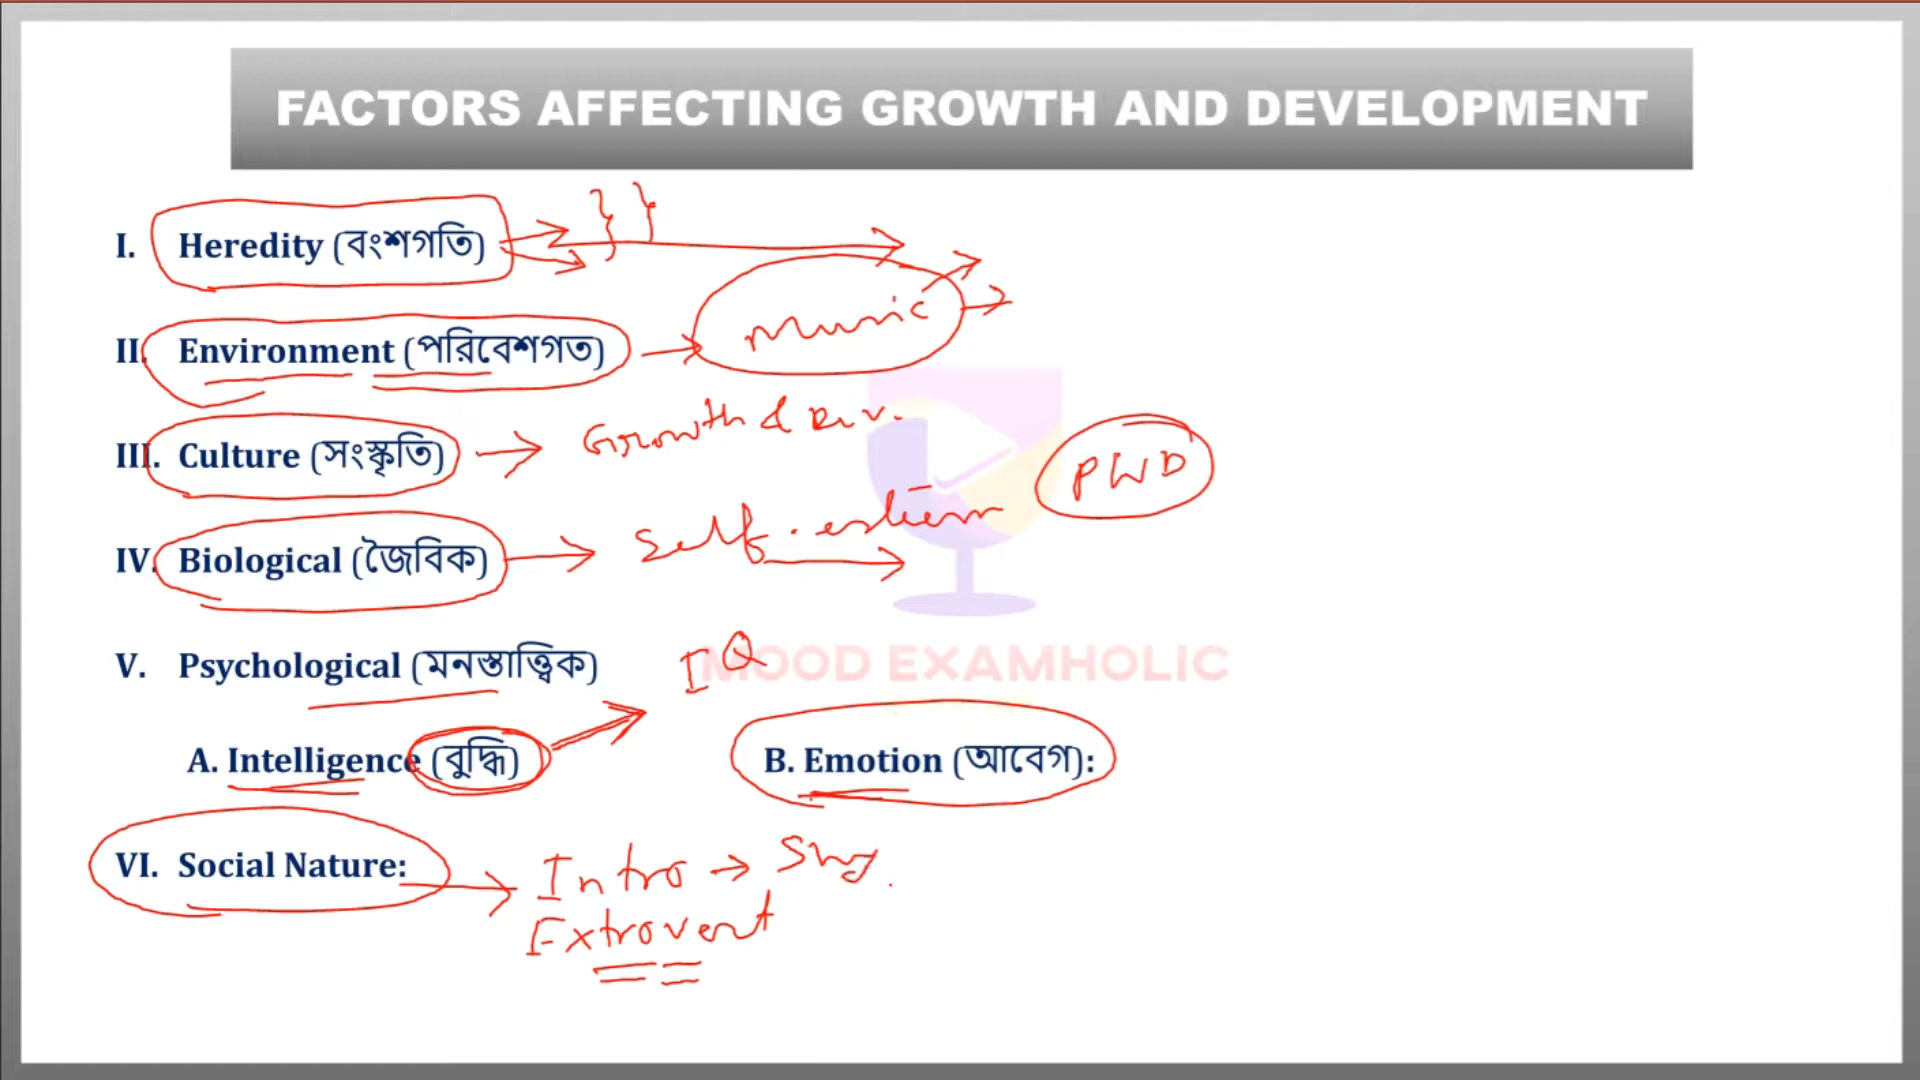 FACTORS AFFECTING GROWTH AND DEVELOPMENT
I. Heredity (বংশগতি)
II. Environment (পরিবেশগত) Music
III. Culture (সংস্কৃতি) Growth & Dev.
PWD
IV. Biological (জৈবিক) Self-esteem
V. Psychological (মনস্তাত্ত্বিক) IQ
MOOD EXAMHOLIC
A. Intelligence (বুদ্ধি) B. Emotion (আবেগ):
VI. Social Nature: Intro → Shy.
Extrovert